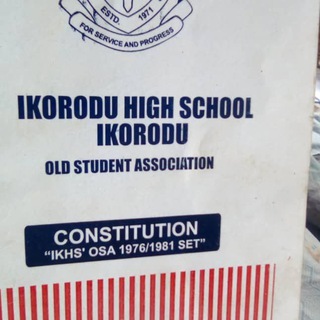 ESTD. 1971
FOR SERVICE AND PROGRESS
IKORODU HIGH SCHOOL
IKORODU
OLD STUDENT ASSOCIATION
CONSTITUTION
"IKHS' OSA 1976/1981 SET"